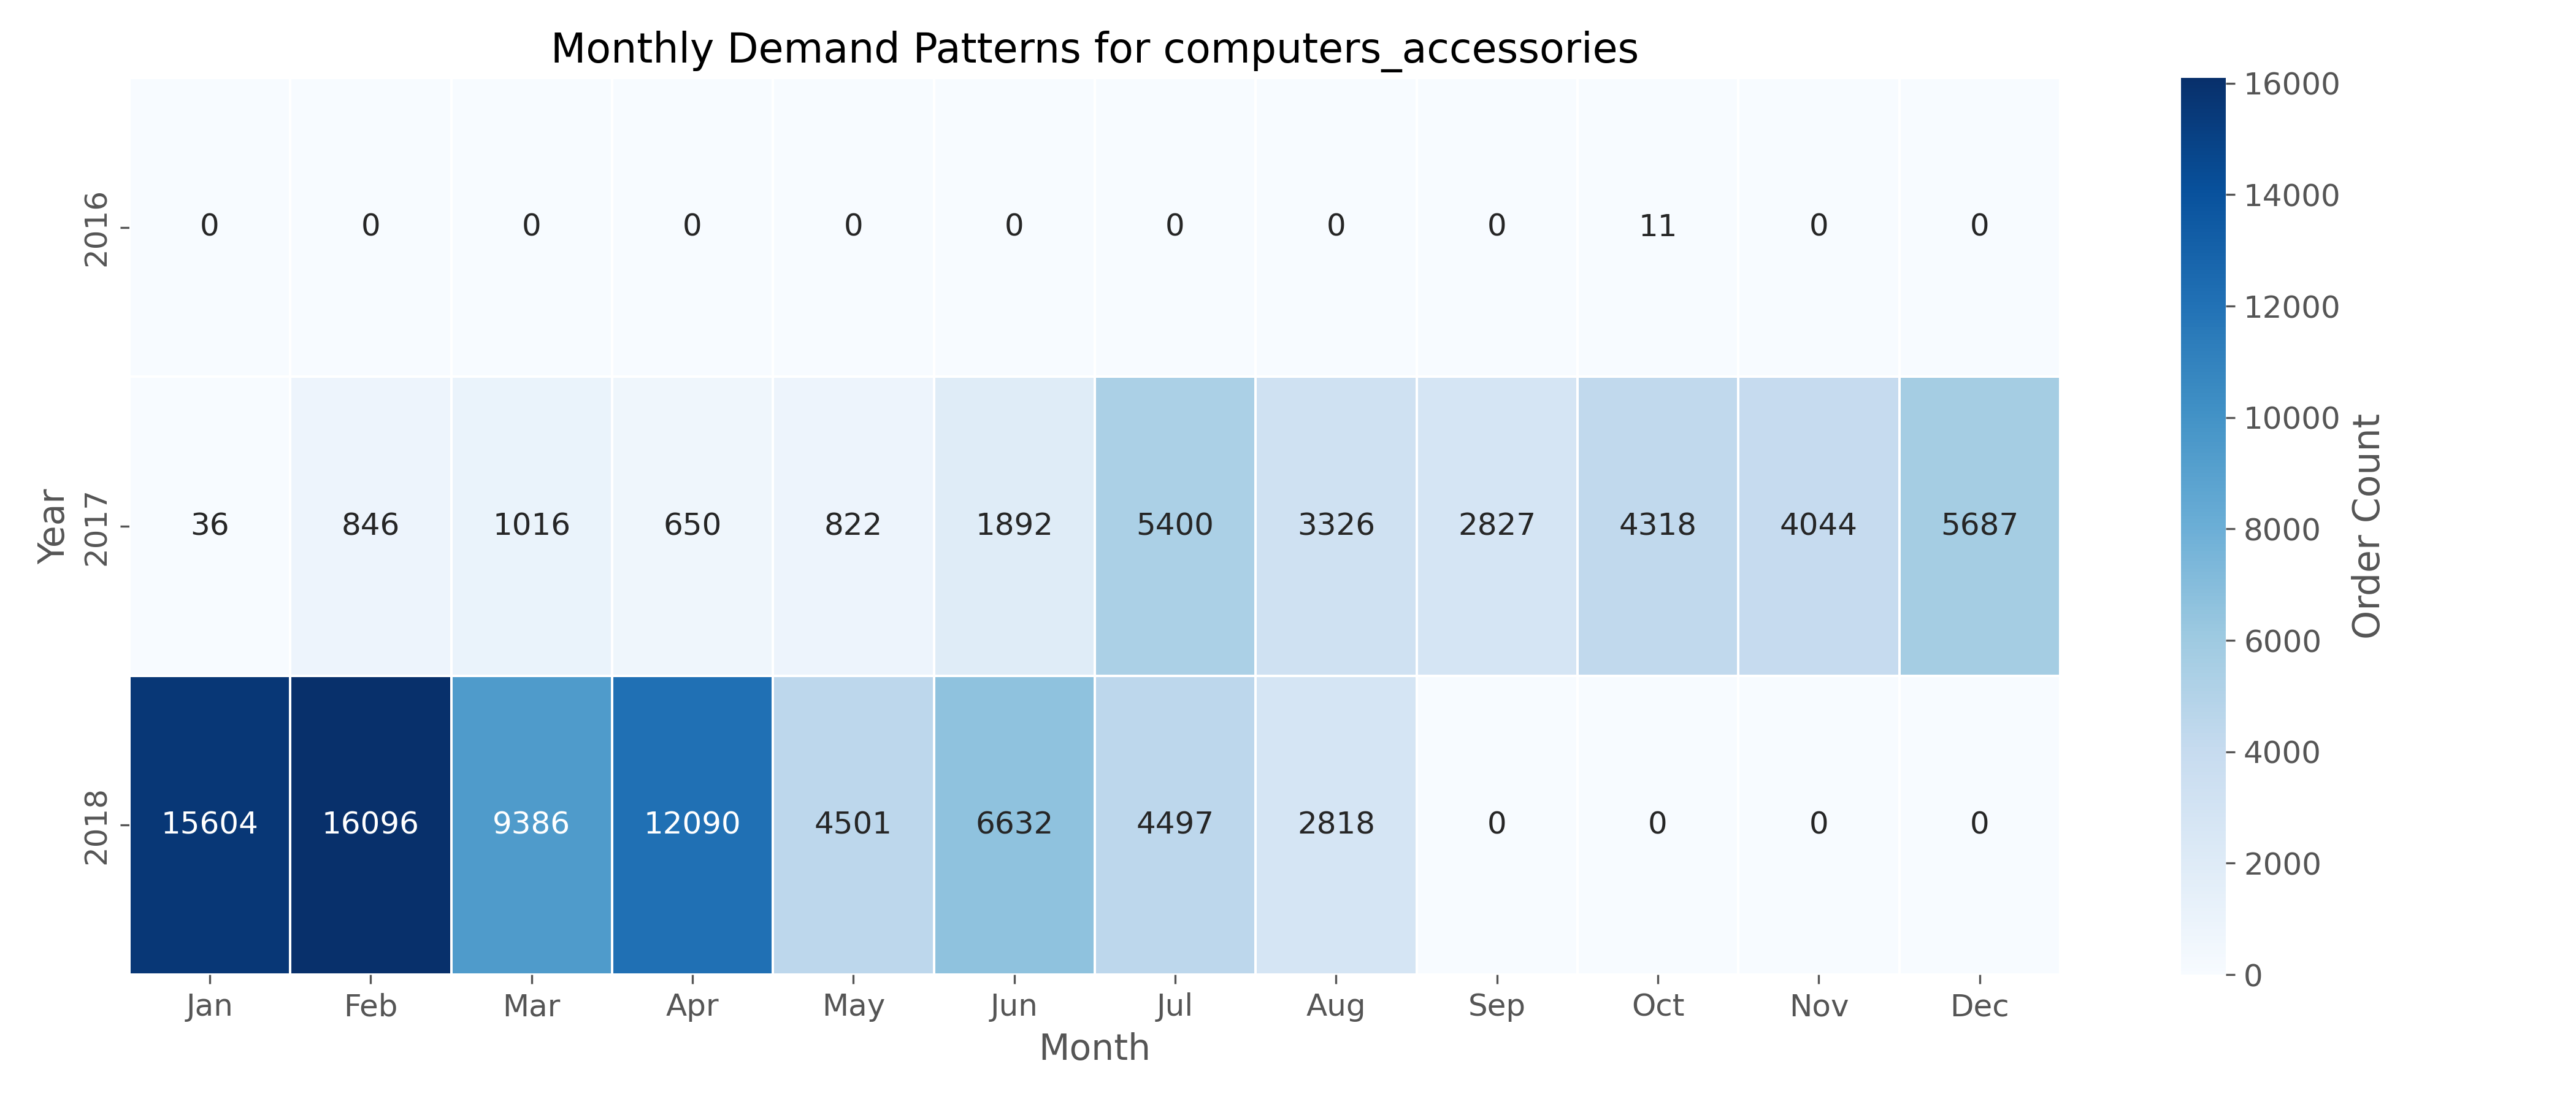 Monthly Demand Patterns for computers_accessories
Year
2016
0 0 0 0 0 0 0 0 0 11 0 0
2017
36 846 1016 650 822 1892 5400 3326 2827 4318 4044 5687
2018
15604 16096 9386 12090 4501 6632 4497 2818 0 0 0 0
Jan Feb Mar Apr May Jun Jul Aug Sep Oct Nov Dec
Month
16000
14000
12000
10000
8000
6000
4000
2000
0
Order Count